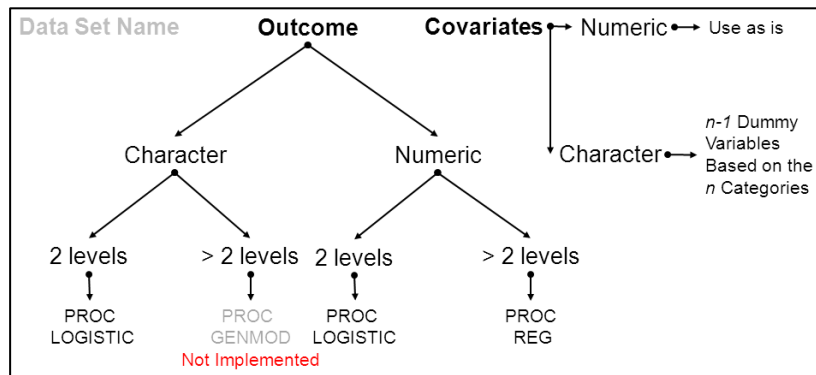 Data Set Name
Outcome
Covariates
Numeric
Use as is
Character
Numeric
Character
n-1 Dummy
Variables
Based on the
n Categories
2 levels
> 2 levels
2 levels
> 2 levels
PROC
LOGISTIC
PROC
GENMOD
Not Implemented
PROC
LOGISTIC
PROC
REG